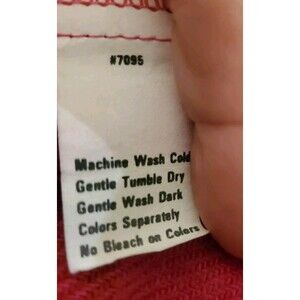 #7095
Machine Wash Cold
Gentle Tumble Dry
Gentle Wash Dark
Colors Separately
No Bleach on Colors